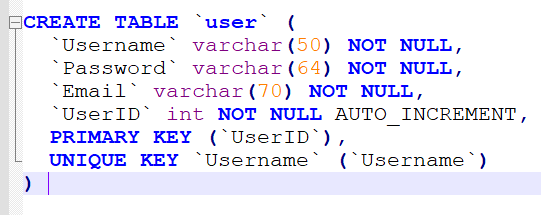 CREATE TABLE `user` (
`Username` varchar(50) NOT NULL,
`Password` varchar(64) NOT NULL,
`Email` varchar(70) NOT NULL,
`UserID` int NOT NULL AUTO_INCREMENT,
PRIMARY KEY (`UserID`),
UNIQUE KEY `Username` (`Username`)
)